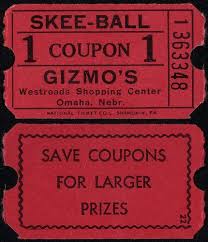 SKEE-BALL
1 COUPON 1
GIZMO'S
Westroads Shopping Center
Omaha, Nebr.
NATIONAL TICKET CO., SHAMOKIN, PA.
1363348
SAVE COUPONS
FOR LARGER
PRIZES
22